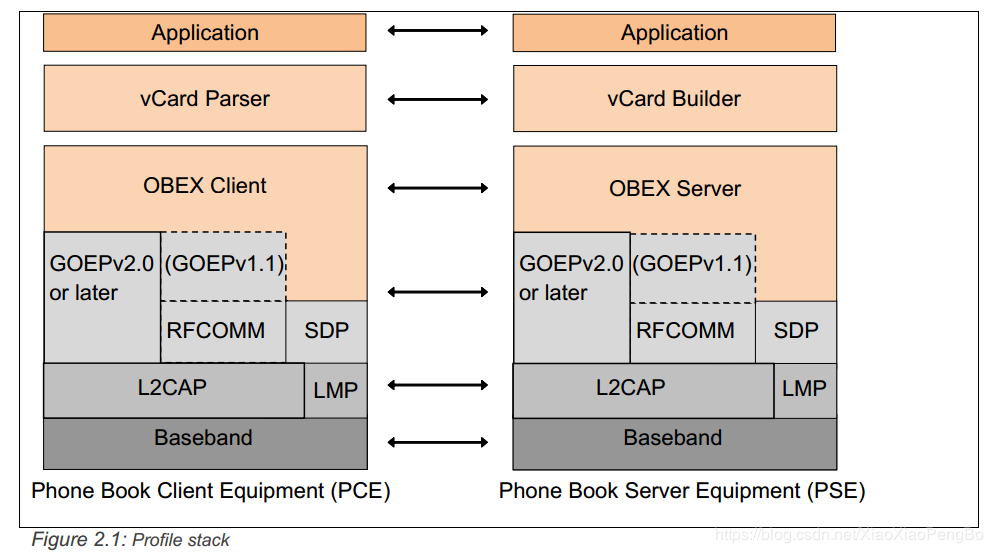 Application
Application
vCard Parser
vCard Builder
OBEX Client
OBEX Server
GOEPv2.0
or later
(GOEPv1.1)
GOEPv2.0
or later
(GOEPv1.1)
RFCOMM
SDP
RFCOMM
SDP
L2CAP
LMP
L2CAP
LMP
Baseband
Baseband
Phone Book Client Equipment (PCE)
Phone Book Server Equipment (PSE)
Figure 2.1: Profile stack
https://blog.csdn.net/XiaoXiaoPengBo